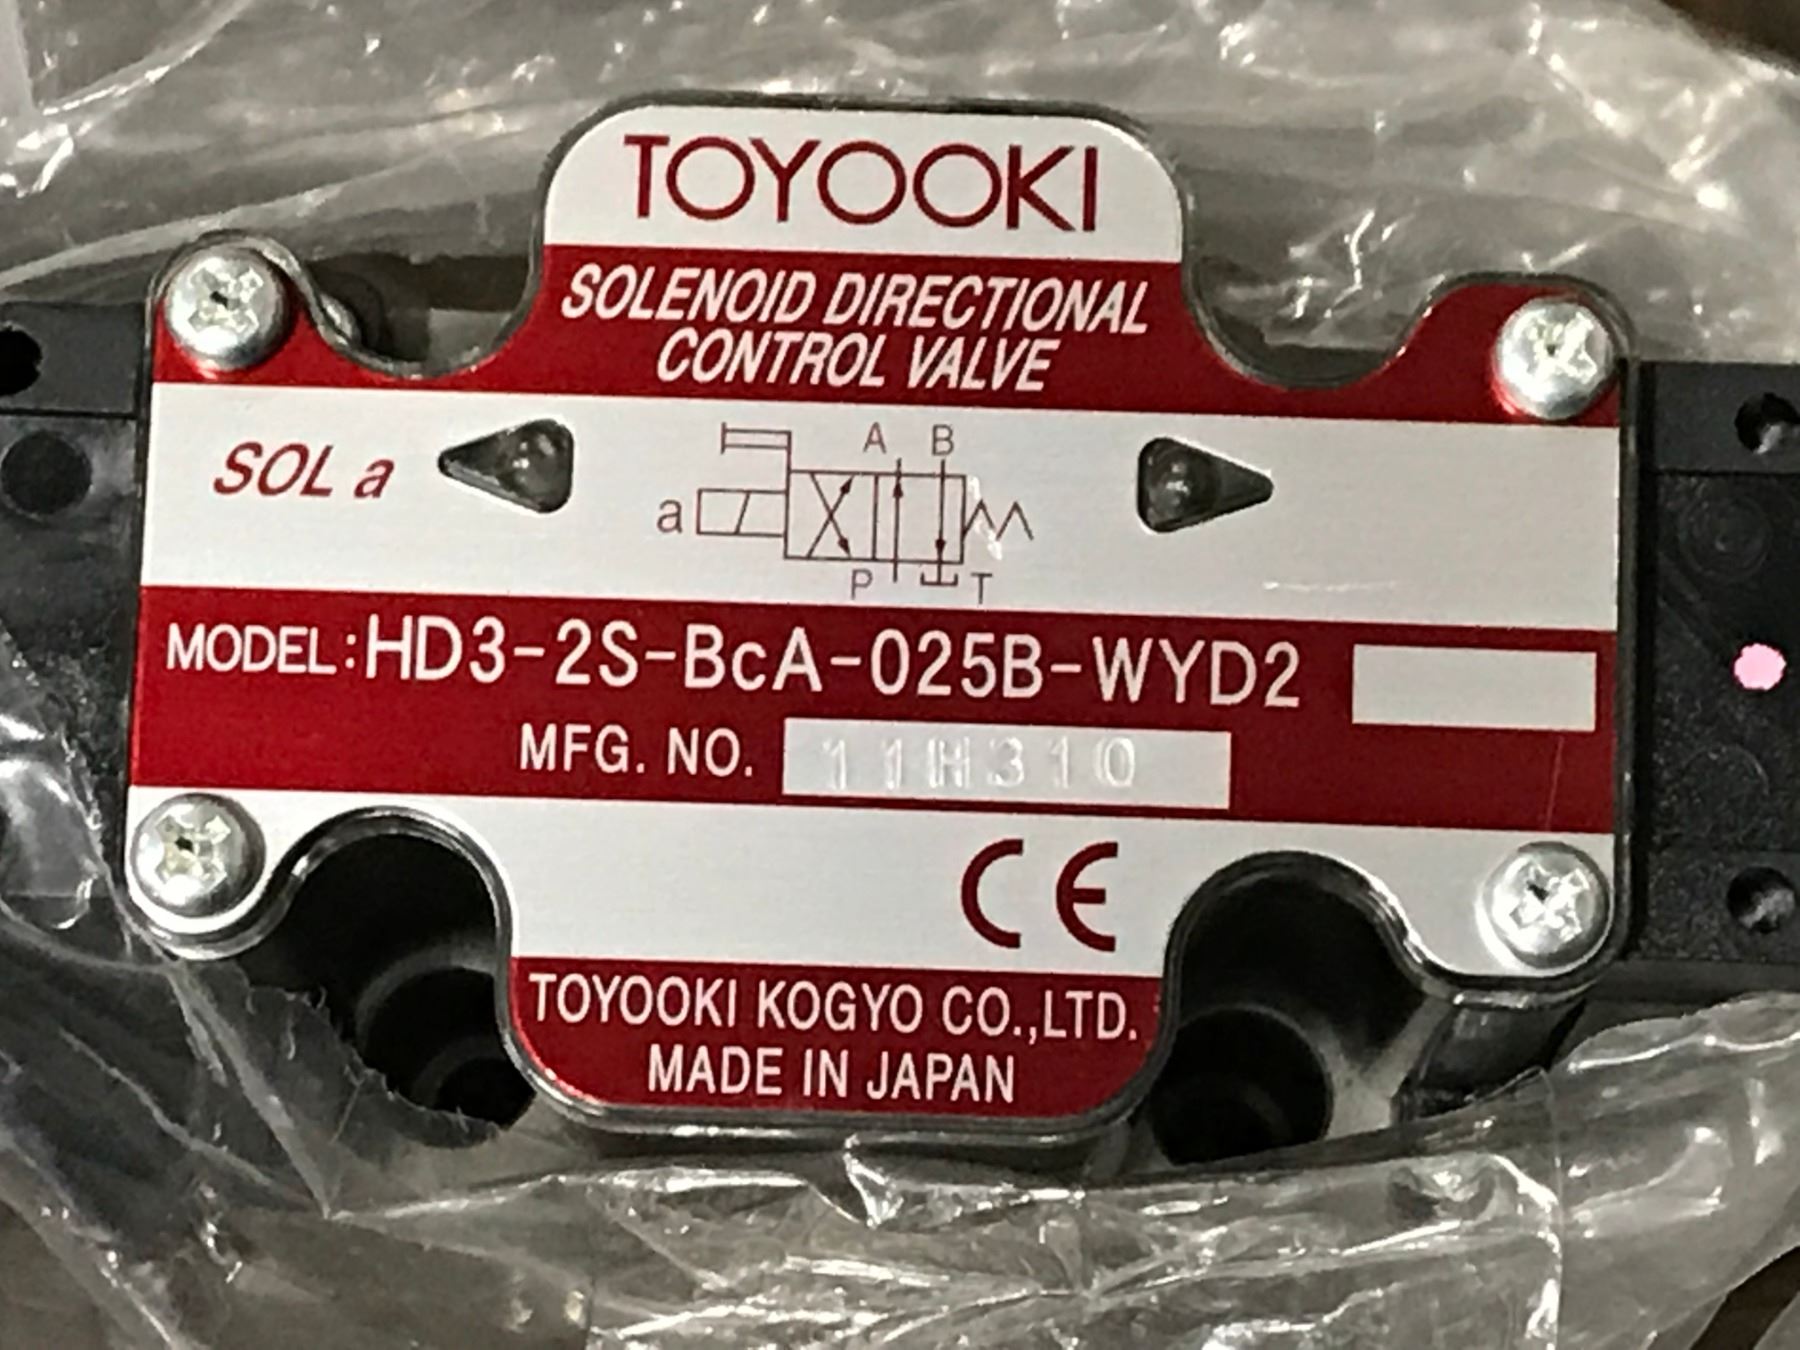 TOYOOKI
SOLENOID DIRECTIONAL
CONTROL VALVE
SOL a
A B
a
P T
MODEL:HD3-2S-BcA-025B-WYD2
MFG. NO. 11H310
CE
TOYOOKI KOGYO CO.,LTD.
MADE IN JAPAN